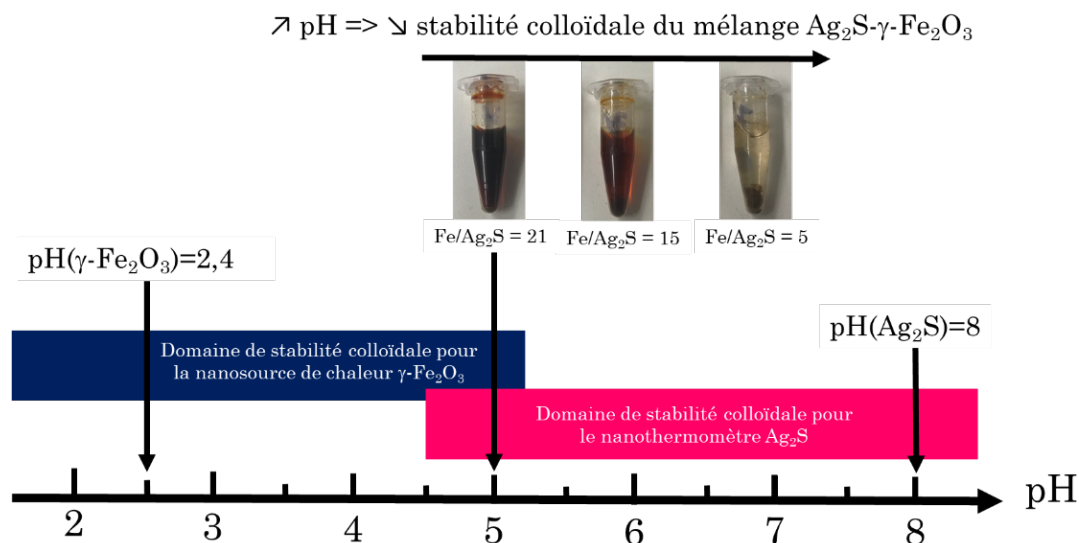 ↗ pH => ↘ stabilité colloïdale du mélange Ag₂S-γ-Fe₂O₃
Fe/Ag₂S = 21
Fe/Ag₂S = 15
Fe/Ag₂S = 5
pH(γ-Fe₂O₃)=2,4
pH(Ag₂S)=8
Domaine de stabilité colloïdale pour
la nanosource de chaleur γ-Fe₂O₃
Domaine de stabilité colloïdale pour
le nanothermomètre Ag₂S
2 3 4 5 6 7 8 pH